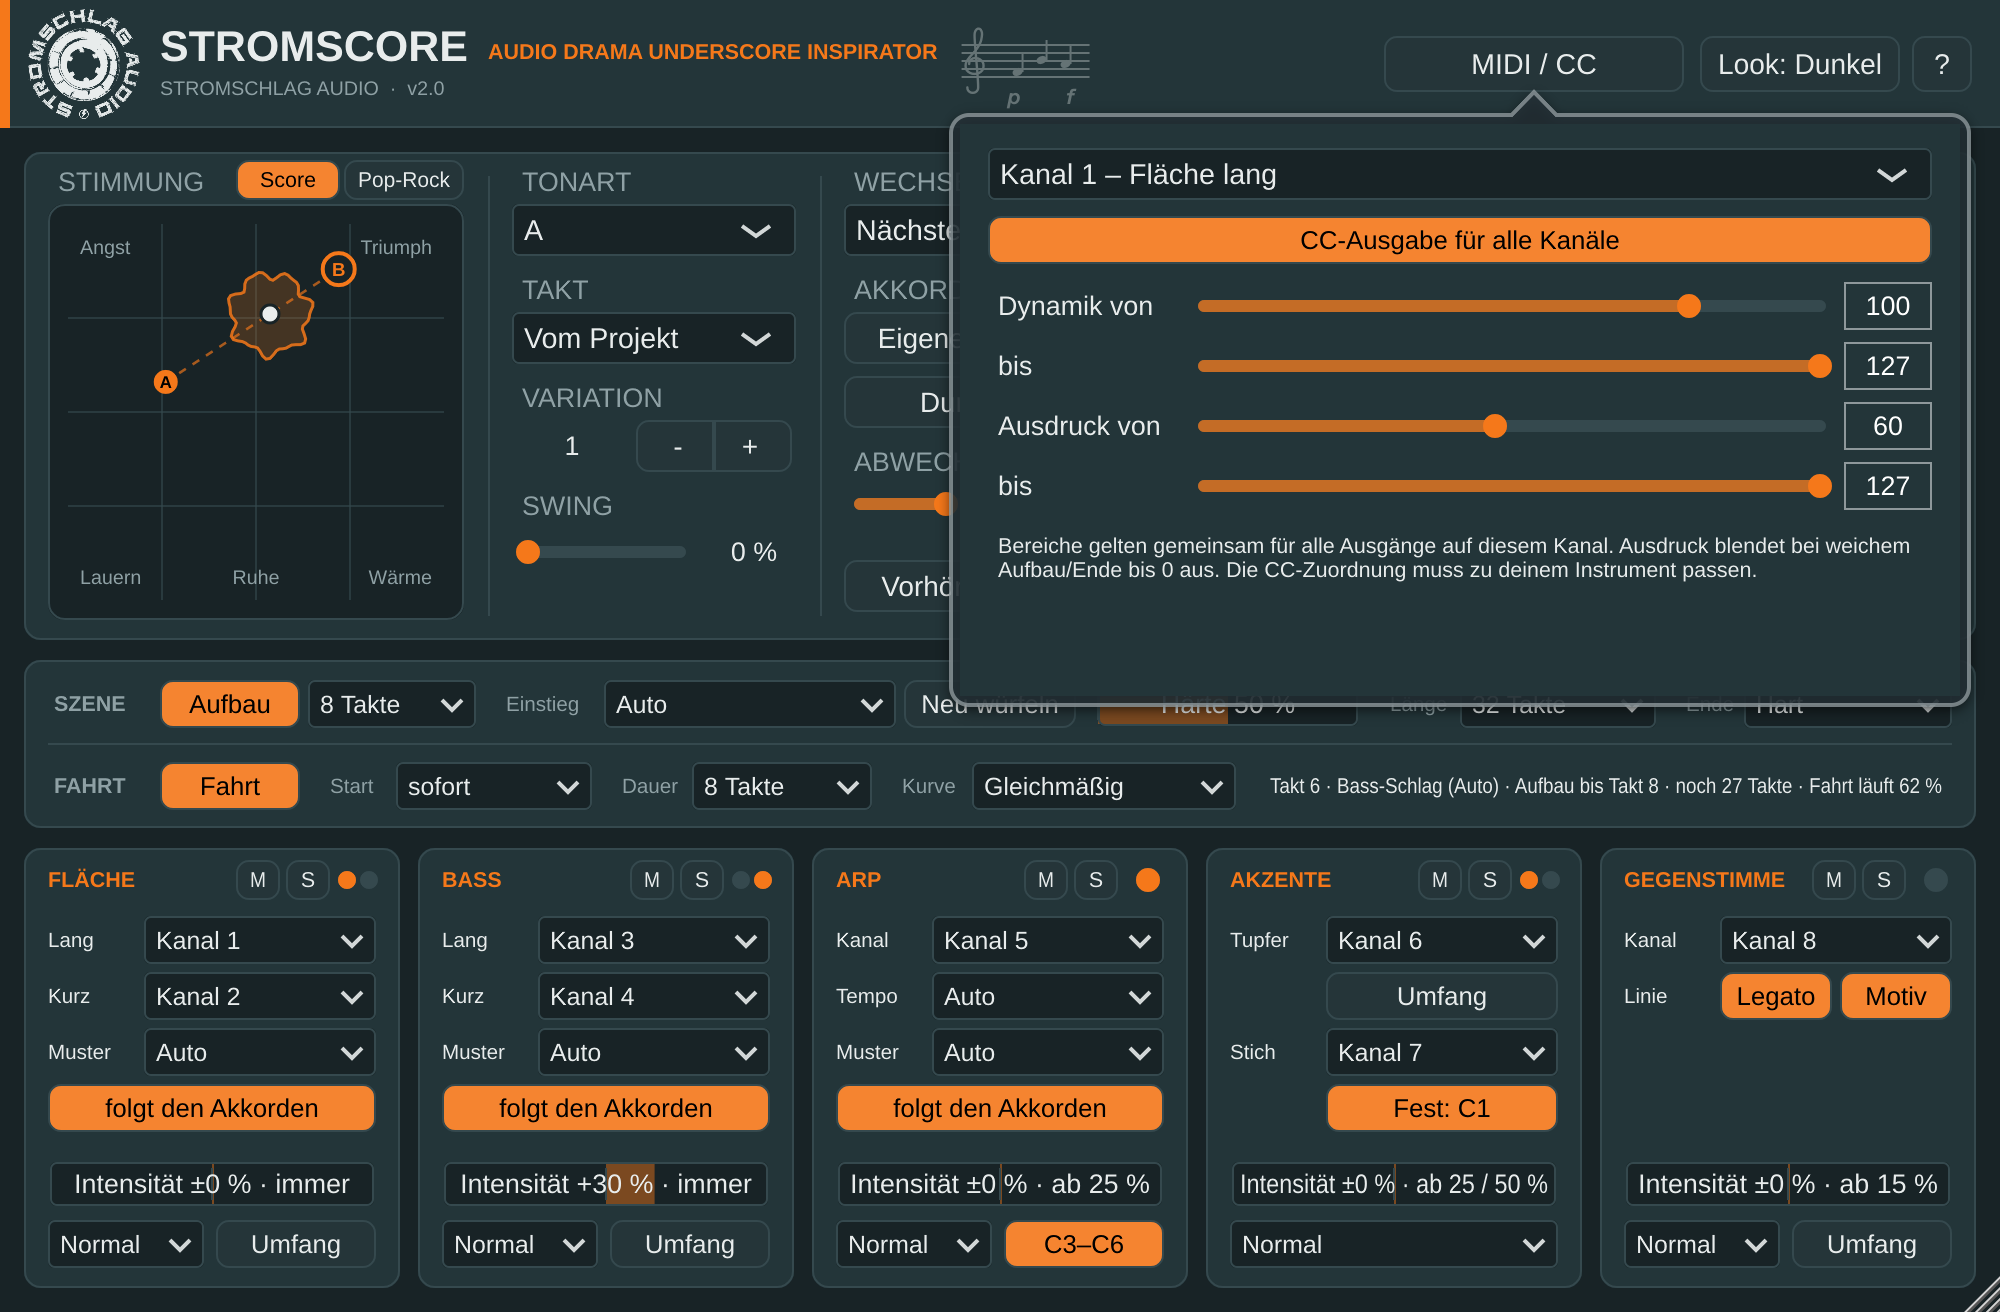 STROMSCHLAG AUDIO
STROMSCORE AUDIO DRAMA UNDERSCORE INSPIRATOR
STROMSCHLAG AUDIO · v2.0
p f
MIDI / CC
Look: Dunkel
?
Kanal 1 – Fläche lang
CC-Ausgabe für alle Kanäle
Dynamik von 100
bis 127
Ausdruck von 60
bis 127
Bereiche gelten gemeinsam für alle Ausgänge auf diesem Kanal. Ausdruck blendet bei weichem
Aufbau/Ende bis 0 aus. Die CC-Zuordnung muss zu deinem Instrument passen.
STIMMUNG Score Pop-Rock
Angst Triumph
B
A
Lauern Ruhe Wärme
TONART
A
TAKT
Vom Projekt
VARIATION
1 - +
SWING
0 %
WECHS
Nächste
AKKORD
Eigen
Du
ABWEC
Vorhö
SZENE Aufbau 8 Takte Einstieg Auto Neu würfeln Härte 50 % Länge 32 Takte Ende Hart
FAHRT Fahrt Start sofort Dauer 8 Takte Kurve Gleichmäßig Takt 6 · Bass-Schlag (Auto) · Aufbau bis Takt 8 · noch 27 Takte · Fahrt läuft 62 %
FLÄCHE M S
Lang Kanal 1
Kurz Kanal 2
Muster Auto
folgt den Akkorden
Intensität ±0 % · immer
Normal Umfang
BASS M S
Lang Kanal 3
Kurz Kanal 4
Muster Auto
folgt den Akkorden
Intensität +30 % · immer
Normal Umfang
ARP M S
Kanal Kanal 5
Tempo Auto
Muster Auto
folgt den Akkorden
Intensität ±0 % · ab 25 %
Normal C3–C6
AKZENTE M S
Tupfer Kanal 6
Umfang
Stich Kanal 7
Fest: C1
Intensität ±0 % · ab 25 / 50 %
Normal
GEGENSTIMME M S
Kanal Kanal 8
Linie Legato Motiv
Intensität ±0 % · ab 15 %
Normal Umfang